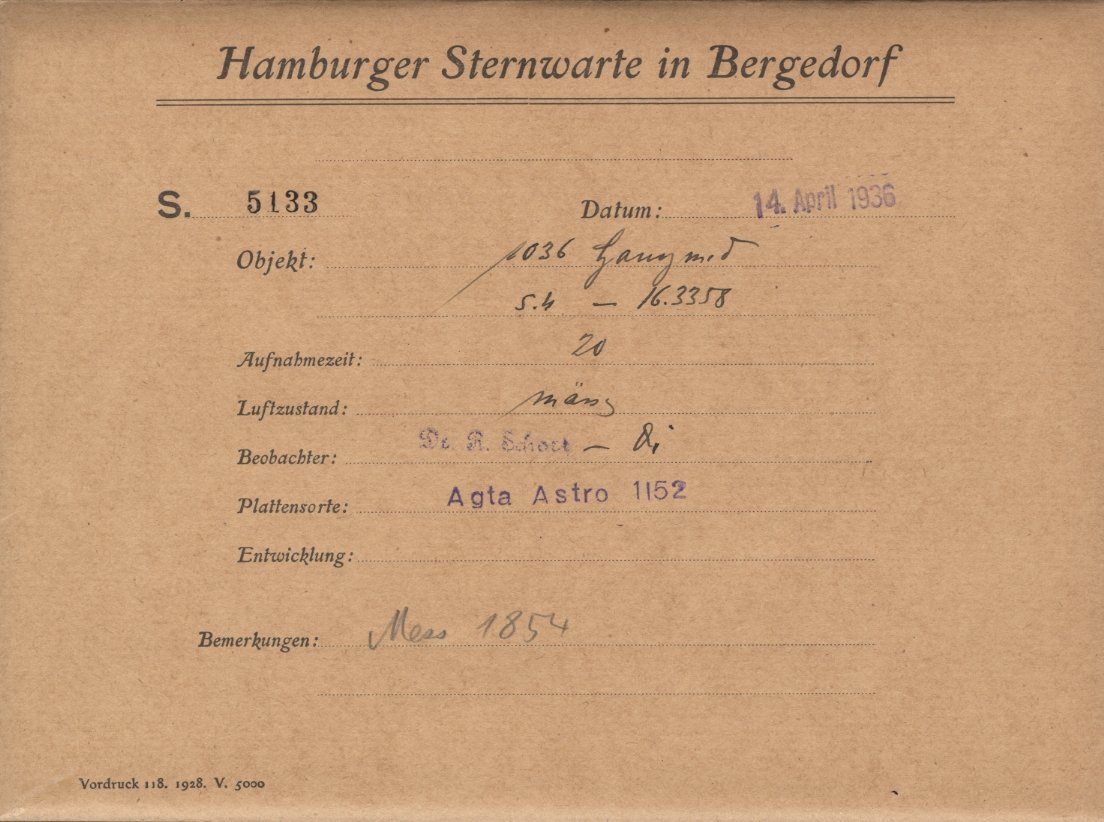 Hamburger Sternwarte in Bergedorf
S. 5133 Datum: 14. April 1936
Objekt: 1036 Ganymed
5.4 — 16.3358
Aufnahmezeit: 20
Luftzustand: mäss
Beobachter: Dr. R. Schorr — Di
Plattensorte: Agfa Astro 1152
Entwicklung:
Bemerkungen: Mess 1854
Vordruck 118. 1928. V. 5000